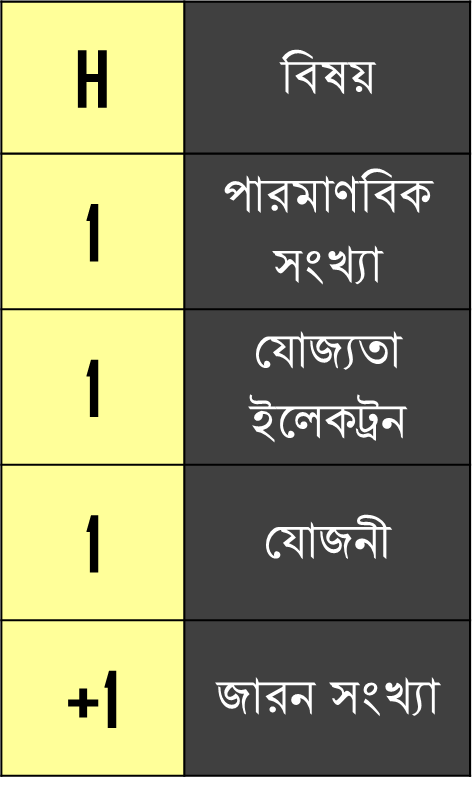 H বিষয়
1 পারমাণবিক
সংখ্যা
1 যোজ্যতা
ইলেকট্রন
1 যোজনী
+1 জারন সংখ্যা